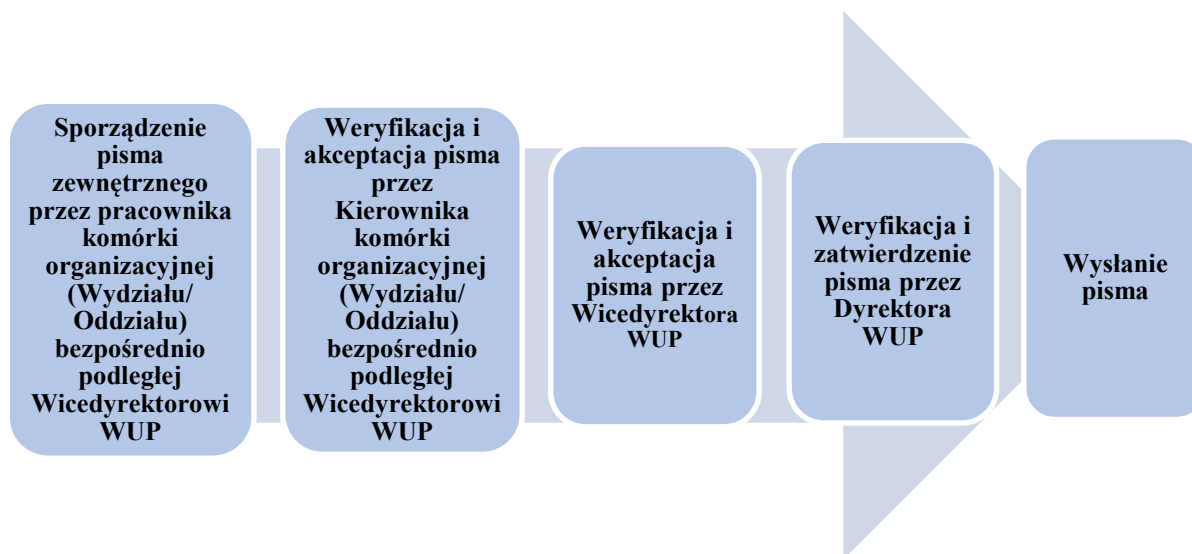 Sporządzenie
pisma
zewnętrznego
przez pracownika
komórki
organizacyjnej
(Wydziału/
Oddziału)
bezpośrednio
podległej
Wicedyrektorowi
WUP
Weryfikacja i
akceptacja pisma
przez
Kierownika
komórki
organizacyjnej
(Wydziału/
Oddziału)
bezpośrednio
podległej
Wicedyrektorowi
WUP
Weryfikacja i
akceptacja
pisma przez
Wicedyrektora
WUP
Weryfikacja i
zatwierdzenie
pisma przez
Dyrektora
WUP
Wysłanie
pisma